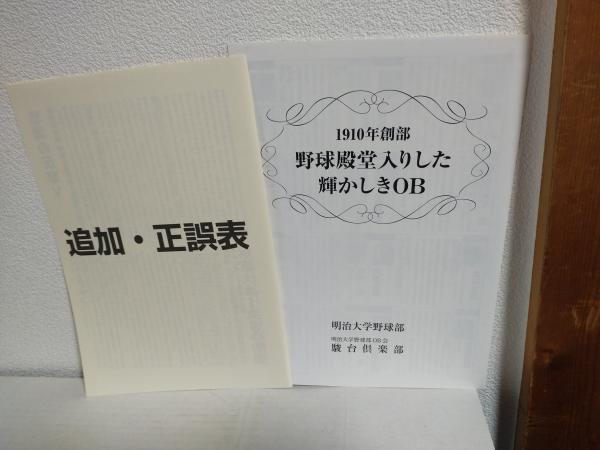 追加・正誤表
1910年創部
野球殿堂入りした
輝かしきOB
明治大学野球部
明治大学野球部OB会
駿台倶楽部